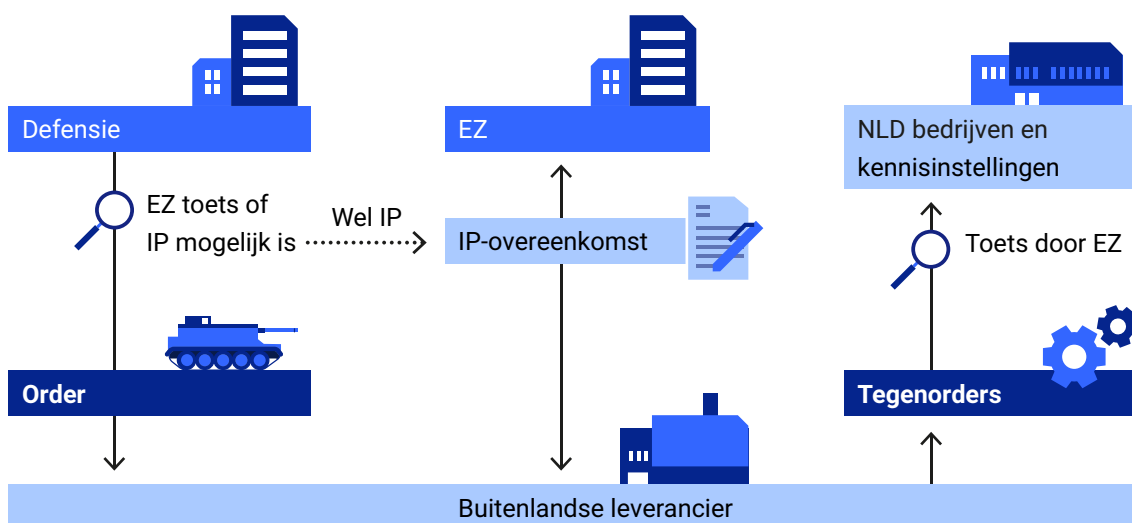 Defensie
EZ
NLD bedrijven en
kennisinstellingen
EZ toets of
IP mogelijk is
Wel IP
IP-overeenkomst
Toets door EZ
Order
Tegenorders
Buitenlandse leverancier